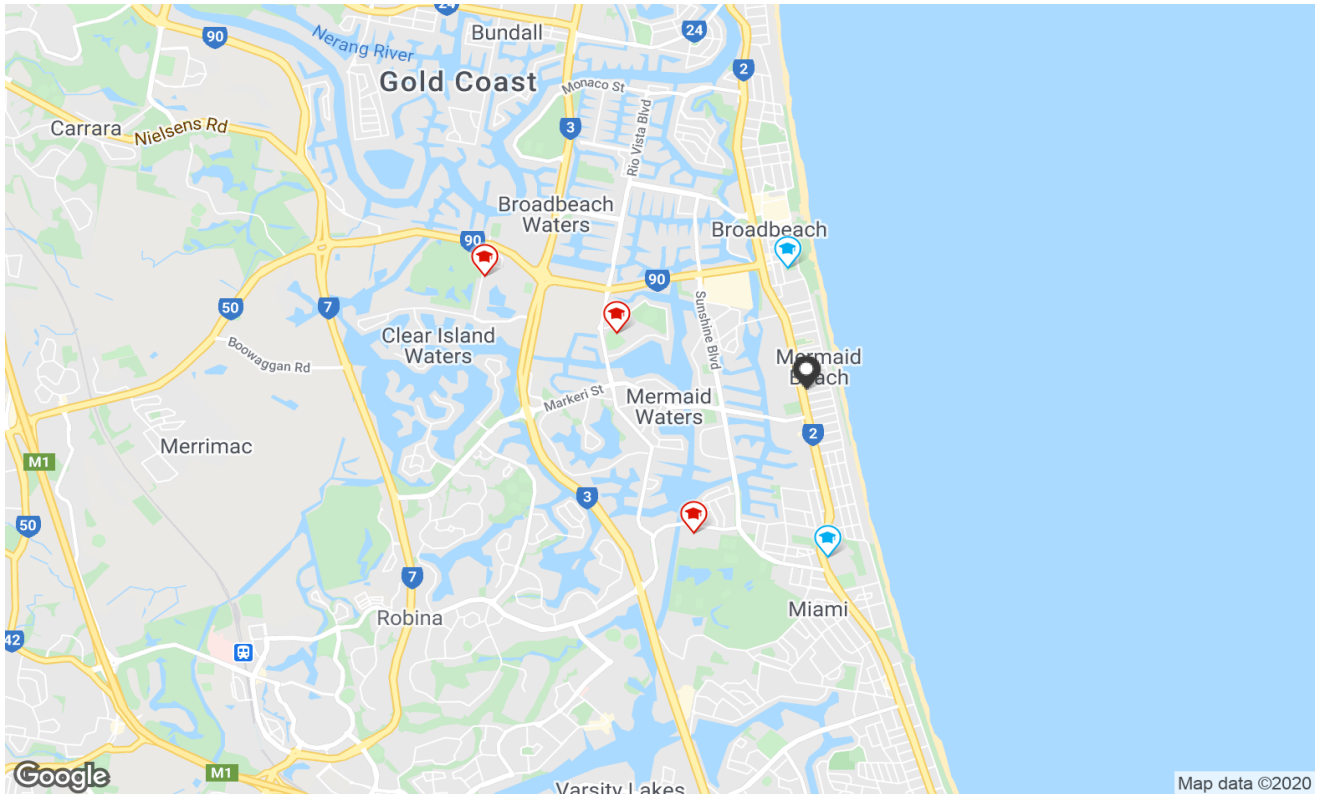 24
Bundall
24
90
Nerang River
2
Gold Coast
Monaco St
Carrara
Nielsens Rd
3
Rio Vista Blvd
Broadbeach
Waters
Broadbeach
90
90
50
7
Sunshine Blvd
Clear Island
Waters
Boowaggan Rd
Mermaid
Beach
Markeri St
Mermaid
Waters
2
Merrimac
M1
3
50
7
Miami
Robina
42
M1
Google
Varsity Lakes
Map data ©2020